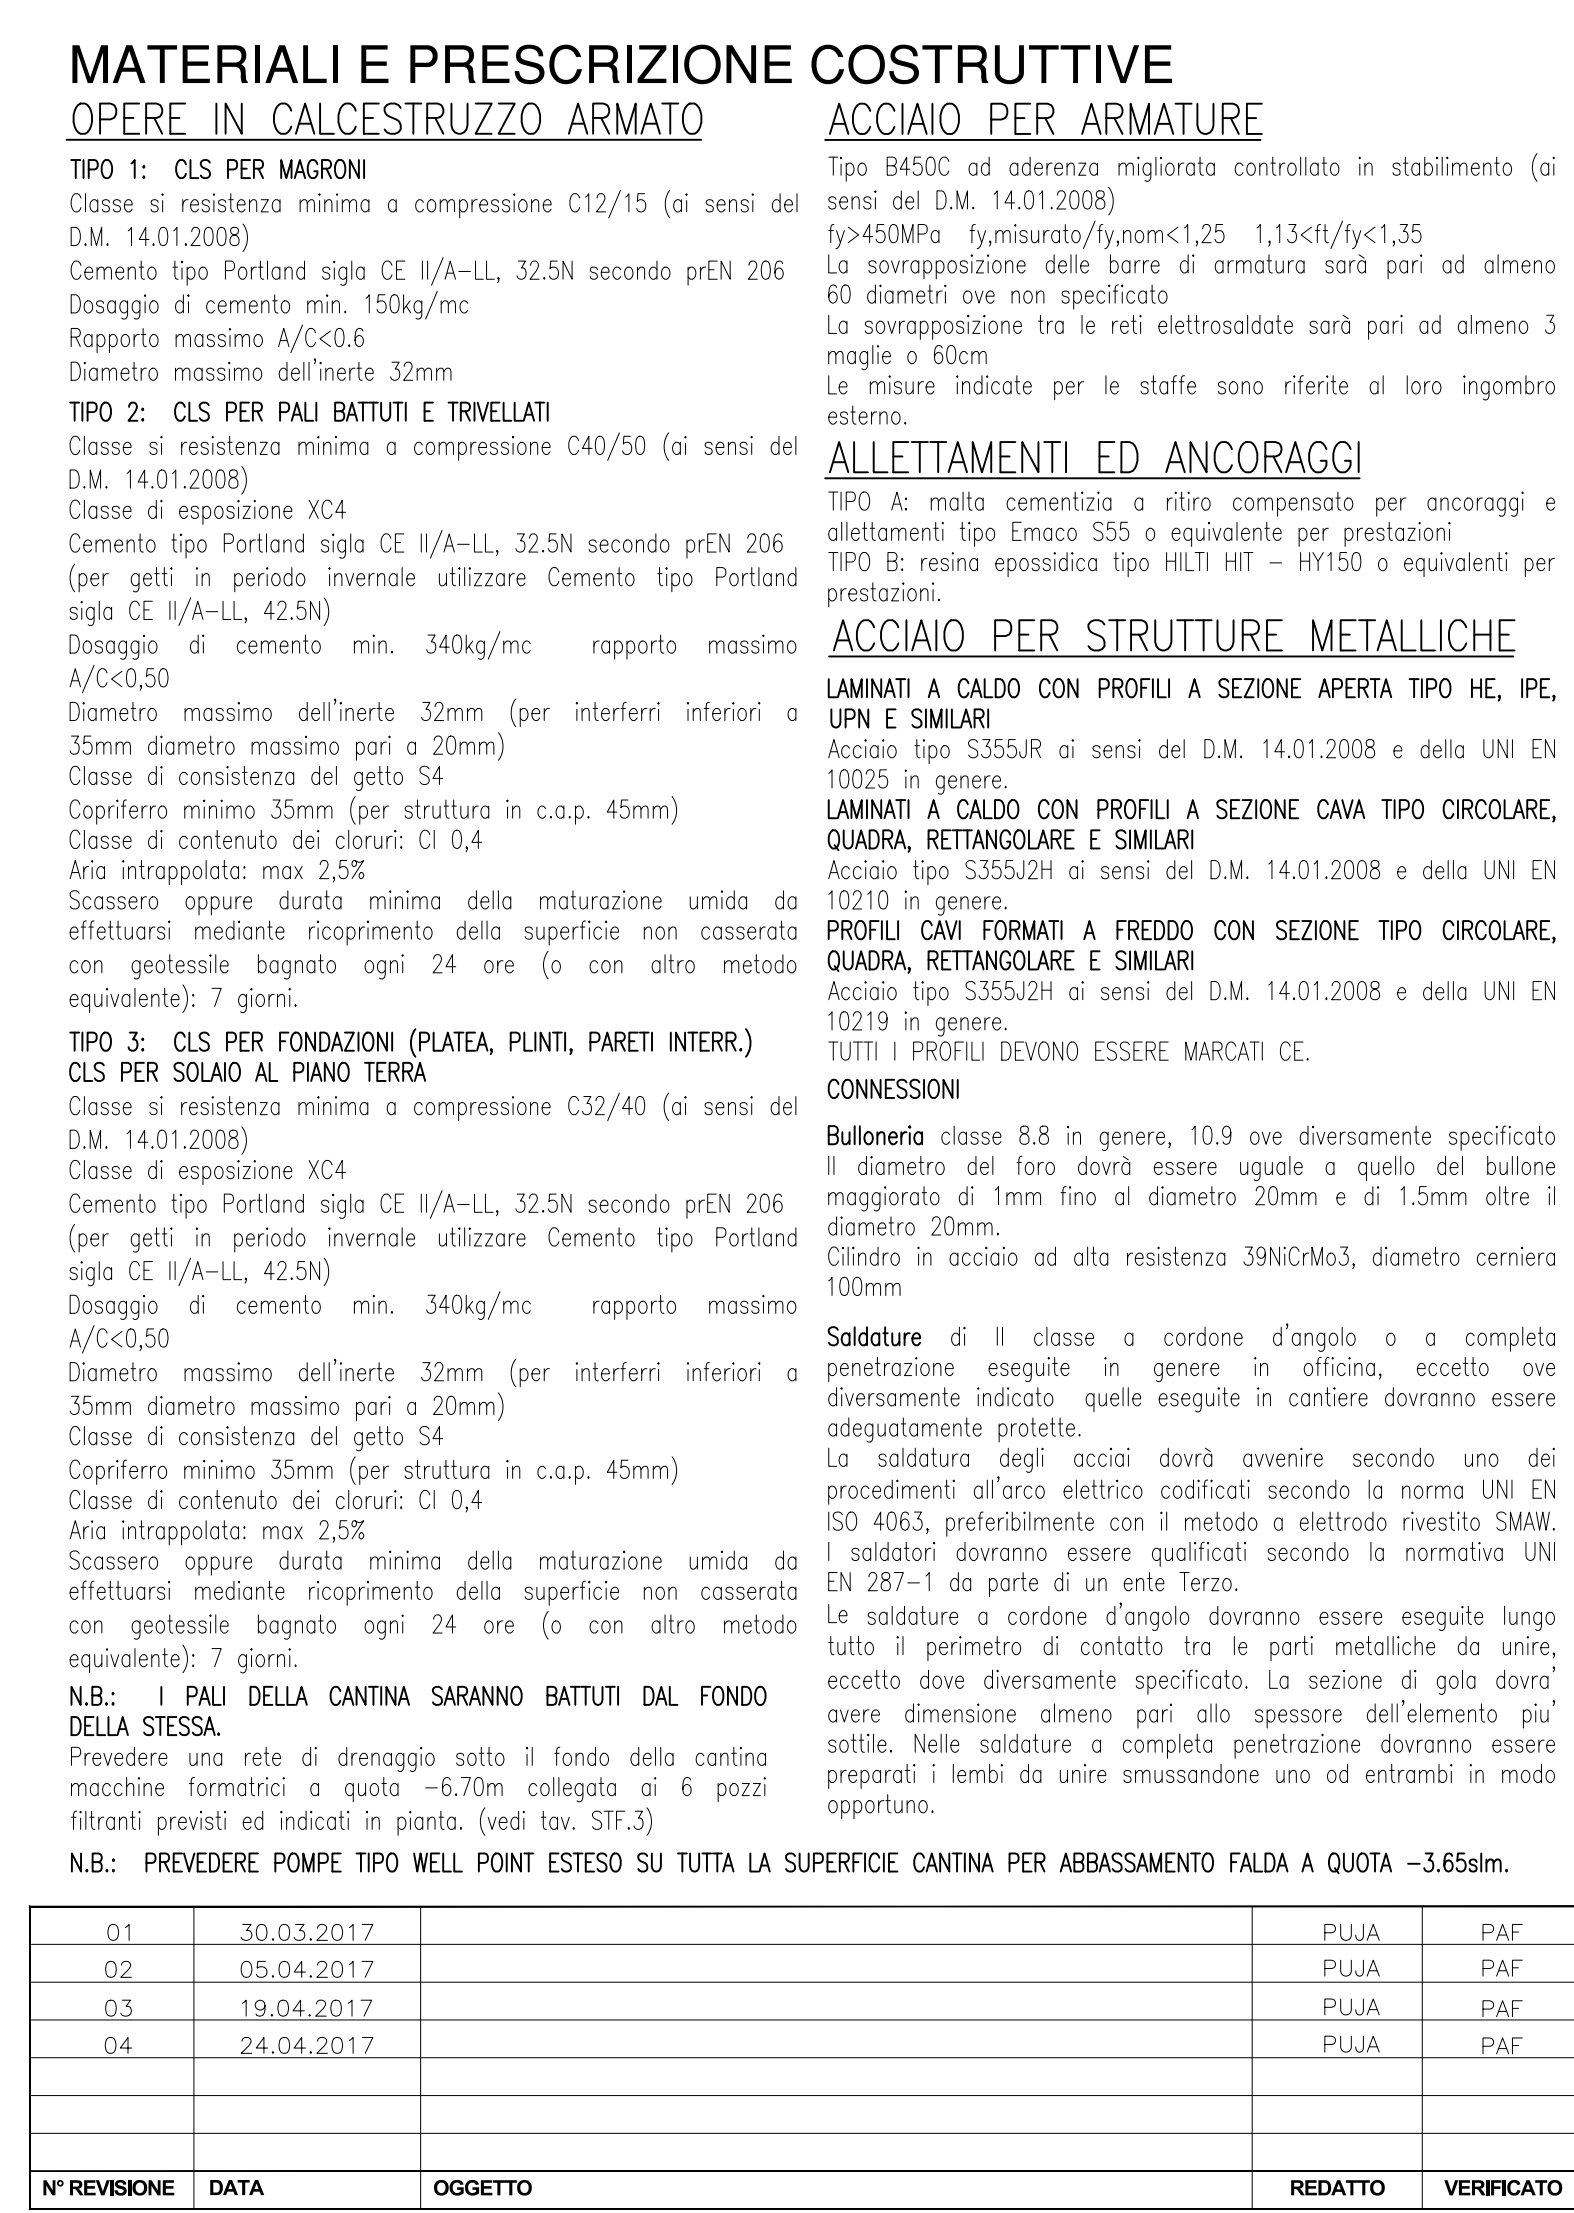 MATERIALI E PRESCRIZIONE COSTRUTTIVE
OPERE IN CALCESTRUZZO ARMATO
TIPO 1: CLS PER MAGRONI
Classe si resistenza minima a compressione C12/15 (ai sensi del
D.M. 14.01.2008)
Cemento tipo Portland sigla CE II/A-LL, 32.5N secondo prEN 206
Dosaggio di cemento min. 150kg/mc
Rapporto massimo A/C<0.6
Diametro massimo dell'inerte 32mm
TIPO 2: CLS PER PALI BATTUTI E TRIVELLATI
Classe si resistenza minima a compressione C40/50 (ai sensi del
D.M. 14.01.2008)
Classe di esposizione XC4
Cemento tipo Portland sigla CE II/A-LL, 32.5N secondo prEN 206
(per getti in periodo invernale utilizzare Cemento tipo Portland
sigla CE II/A-LL, 42.5N)
Dosaggio di cemento min. 340kg/mc rapporto massimo
A/C<0,50
Diametro massimo dell'inerte 32mm (per interferri inferiori a
35mm diametro massimo pari a 20mm)
Classe di consistenza del getto S4
Copriferro minimo 35mm (per struttura in c.a.p. 45mm)
Classe di contenuto dei cloruri: Cl 0,4
Aria intrappolata: max 2,5%
Scassero oppure durata minima della maturazione umida da
effettuarsi mediante ricoprimento della superficie non casserata
con geotessile bagnato ogni 24 ore (o con altro metodo
equivalente): 7 giorni.
TIPO 3: CLS PER FONDAZIONI (PLATEA, PLINTI, PARETI INTERR.)
CLS PER SOLAIO AL PIANO TERRA
Classe si resistenza minima a compressione C32/40 (ai sensi del
D.M. 14.01.2008)
Classe di esposizione XC4
Cemento tipo Portland sigla CE II/A-LL, 32.5N secondo prEN 206
(per getti in periodo invernale utilizzare Cemento tipo Portland
sigla CE II/A-LL, 42.5N)
Dosaggio di cemento min. 340kg/mc rapporto massimo
A/C<0,50
Diametro massimo dell'inerte 32mm (per interferri inferiori a
35mm diametro massimo pari a 20mm)
Classe di consistenza del getto S4
Copriferro minimo 35mm (per struttura in c.a.p. 45mm)
Classe di contenuto dei cloruri: Cl 0,4
Aria intrappolata: max 2,5%
Scassero oppure durata minima della maturazione umida da
effettuarsi mediante ricoprimento della superficie non casserata
con geotessile bagnato ogni 24 ore (o con altro metodo
equivalente): 7 giorni.
N.B.: I PALI DELLA CANTINA SARANNO BATTUTI DAL FONDO
DELLA STESSA.
Prevedere una rete di drenaggio sotto il fondo della cantina
macchine formatrici a quota -6.70m collegata ai 6 pozzi
filtranti previsti ed indicati in pianta. (vedi tav. STF.3)
ACCIAIO PER ARMATURE
Tipo B450C ad aderenza migliorata controllato in stabilimento (ai
sensi del D.M. 14.01.2008)
fy>450MPa fy,misurato/fy,nom<1,25 1,13<ft/fy<1,35
La sovrapposizione delle barre di armatura sarà pari ad almeno
60 diametri ove non specificato
La sovrapposizione tra le reti elettrosaldate sarà pari ad almeno 3
maglie o 60cm
Le misure indicate per le staffe sono riferite al loro ingombro
esterno.
ALLETTAMENTI ED ANCORAGGI
TIPO A: malta cementizia a ritiro compensato per ancoraggi e
allettamenti tipo Emaco S55 o equivalente per prestazioni
TIPO B: resina epossidica tipo HILTI HIT - HY150 o equivalenti per
prestazioni.
ACCIAIO PER STRUTTURE METALLICHE
LAMINATI A CALDO CON PROFILI A SEZIONE APERTA TIPO HE, IPE,
UPN E SIMILARI
Acciaio tipo S355JR ai sensi del D.M. 14.01.2008 e della UNI EN
10025 in genere.
LAMINATI A CALDO CON PROFILI A SEZIONE CAVA TIPO CIRCOLARE,
QUADRA, RETTANGOLARE E SIMILARI
Acciaio tipo S355J2H ai sensi del D.M. 14.01.2008 e della UNI EN
10210 in genere.
PROFILI CAVI FORMATI A FREDDO CON SEZIONE TIPO CIRCOLARE,
QUADRA, RETTANGOLARE E SIMILARI
Acciaio tipo S355J2H ai sensi del D.M. 14.01.2008 e della UNI EN
10219 in genere.
TUTTI I PROFILI DEVONO ESSERE MARCATI CE.
CONNESSIONI
Bulloneria classe 8.8 in genere, 10.9 ove diversamente specificato
Il diametro del foro dovrà essere uguale a quello del bullone
maggiorato di 1mm fino al diametro 20mm e di 1.5mm oltre il
diametro 20mm.
Cilindro in acciaio ad alta resistenza 39NiCrMo3, diametro cerniera
100mm
Saldature di II classe a cordone d'angolo o a completa
penetrazione eseguite in genere in officina, eccetto ove
diversamente indicato quelle eseguite in cantiere dovranno essere
adeguatamente protette.
La saldatura degli acciai dovrà avvenire secondo uno dei
procedimenti all'arco elettrico codificati secondo la norma UNI EN
ISO 4063, preferibilmente con il metodo a elettrodo rivestito SMAW.
I saldatori dovranno essere qualificati secondo la normativa UNI
EN 287-1 da parte di un ente Terzo.
Le saldature a cordone d'angolo dovranno essere eseguite lungo
tutto il perimetro di contatto tra le parti metalliche da unire,
eccetto dove diversamente specificato. La sezione di gola dovra'
avere dimensione almeno pari allo spessore dell'elemento piu'
sottile. Nelle saldature a completa penetrazione dovranno essere
preparati i lembi da unire smussandone uno od entrambi in modo
opportuno.
N.B.: PREVEDERE POMPE TIPO WELL POINT ESTESO SU TUTTA LA SUPERFICIE CANTINA PER ABBASSAMENTO FALDA A QUOTA -3.65slm.
01 30.03.2017 PUJA PAF
02 05.04.2017 PUJA PAF
03 19.04.2017 PUJA PAF
04 24.04.2017 PUJA PAF
N° REVISIONE DATA OGGETTO REDATTO VERIFICATO